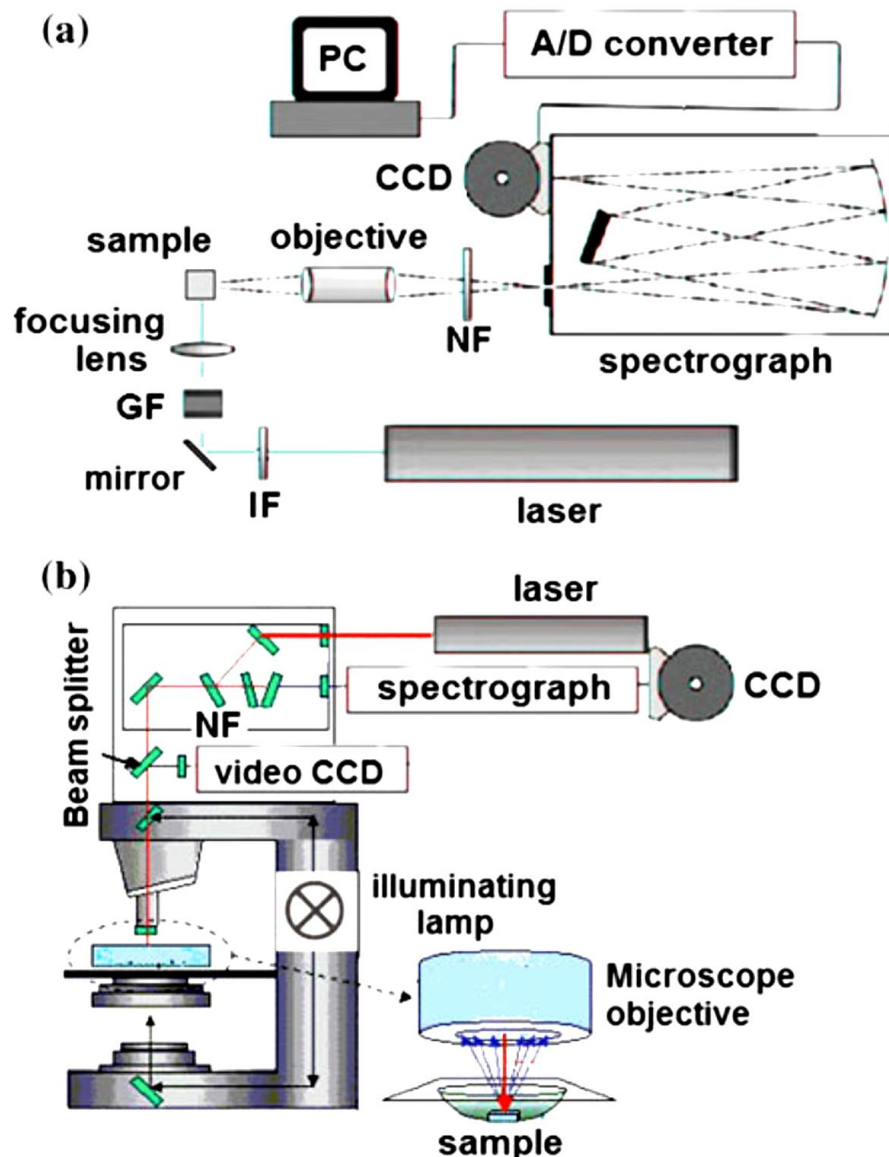 (a)
PC
A/D converter
CCD
sample
objective
focusing
lens
NF
spectrograph
GF
mirror
IF
laser
(b)
laser
spectrograph
CCD
NF
Beam splitter
video CCD
illuminating
lamp
Microscope
objective
sample